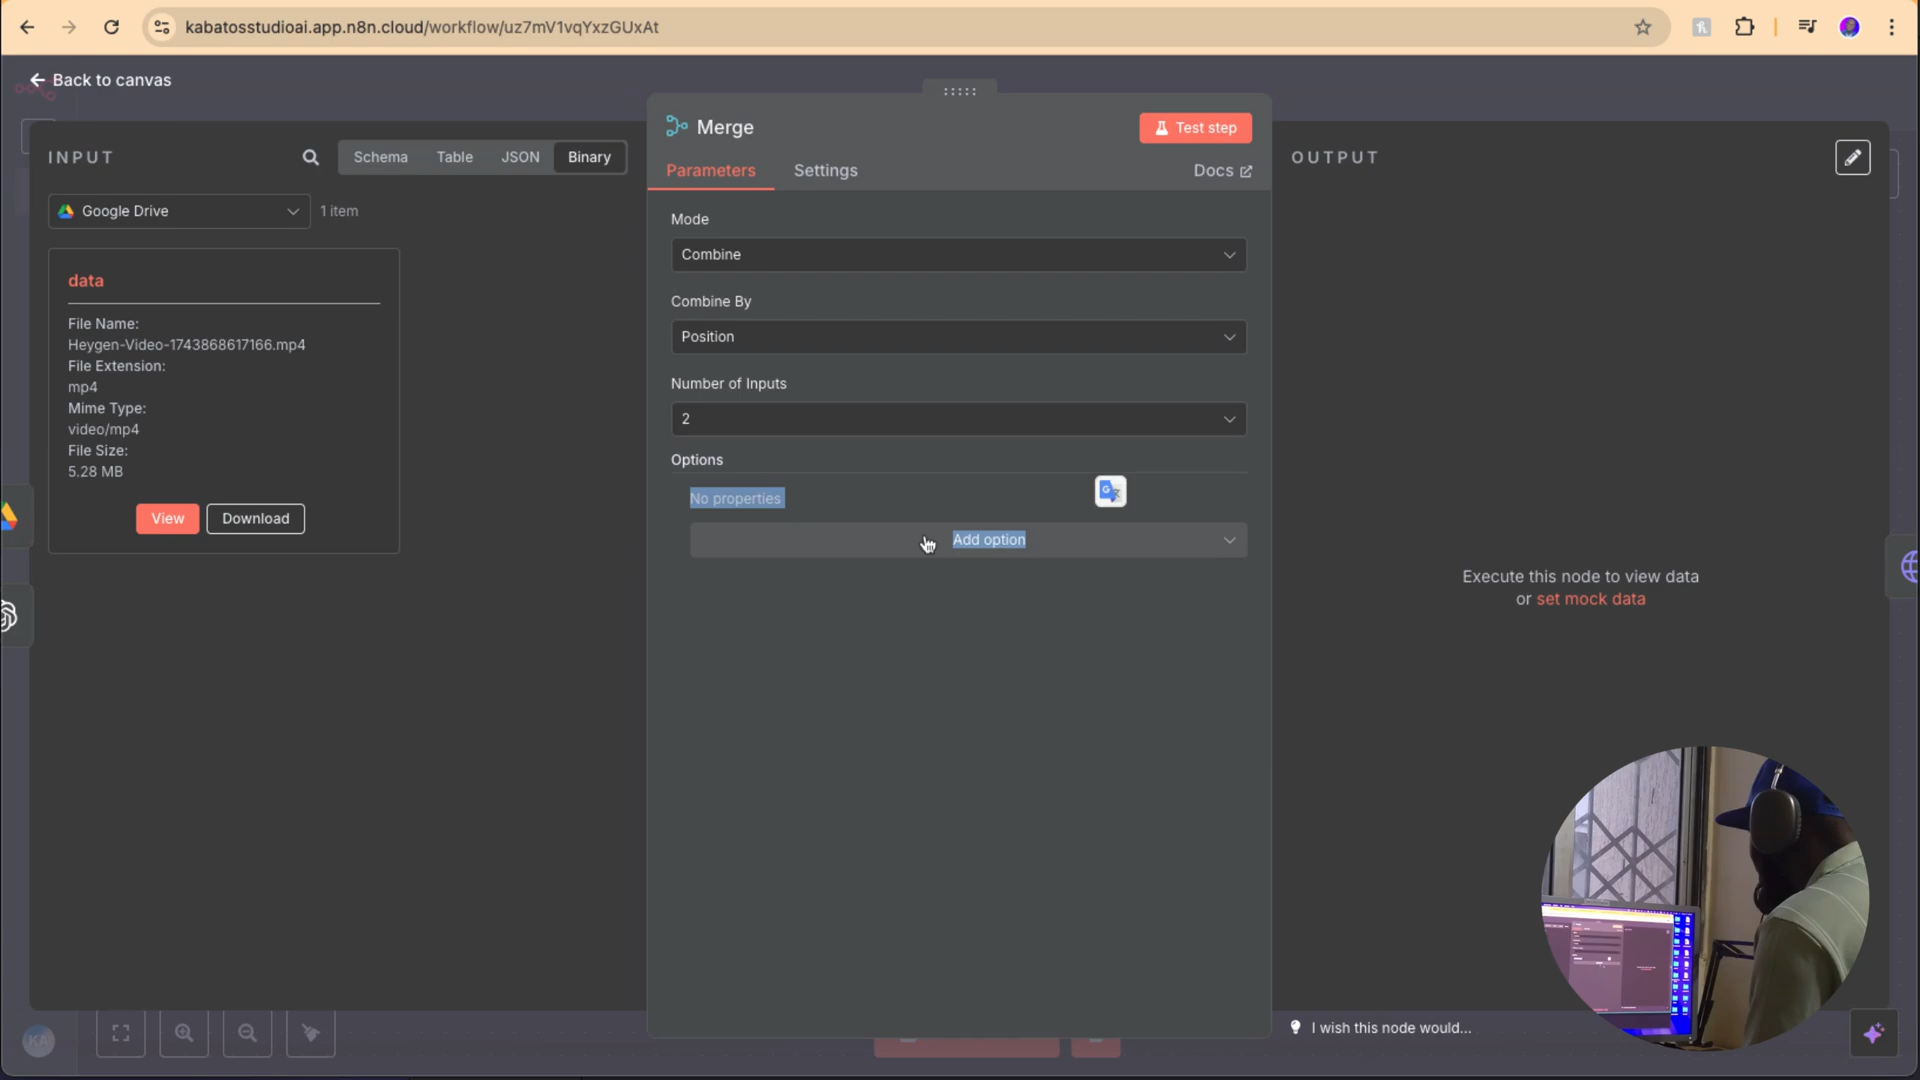 kabatosstudioai.app.n8n.cloud/workflow/uz7mV1vqYxzGUxAt
Back to canvas
INPUT
Schema
Table
JSON
Binary
Google Drive
1 item
data
File Name:
Heygen-Video-1743868617166.mp4
File Extension:
mp4
Mime Type:
video/mp4
File Size:
5.28 MB
View
Download
Merge
Test step
Parameters
Settings
Docs
Mode
Combine
Combine By
Position
Number of Inputs
2
Options
No properties
Add option
OUTPUT
Execute this node to view data
or set mock data
I wish this node would...
KA